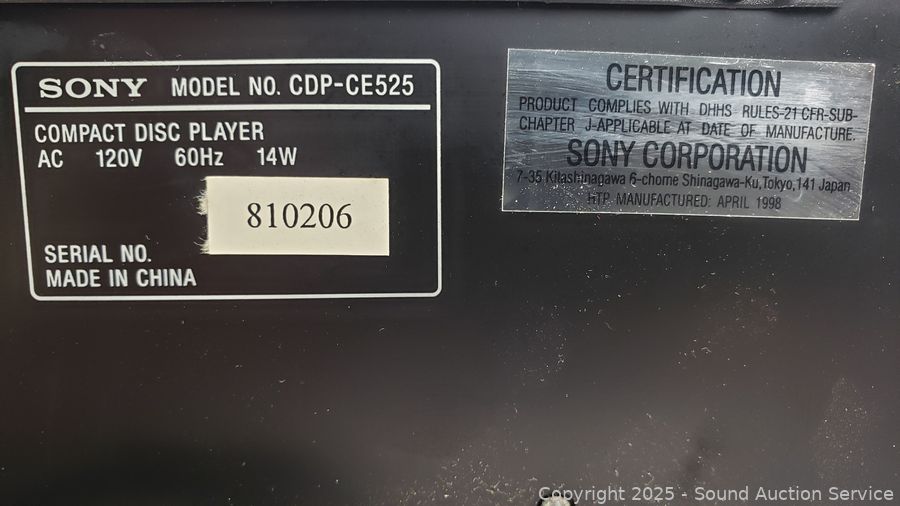 SONY MODEL NO. CDP-CE525
COMPACT DISC PLAYER
AC 120V 60Hz 14W
810206
SERIAL NO.
MADE IN CHINA
CERTIFICATION
PRODUCT COMPLIES WITH DHHS RULES-21 CFR-SUB-
CHAPTER J-APPLICABLE AT DATE OF MANUFACTURE.
SONY CORPORATION
7-35 Kitashinagawa 6-chome Shinagawa-Ku,Tokyo,141 Japan
HTP MANUFACTURED: APRIL 1998
Copyright 2025 - Sound Auction Service